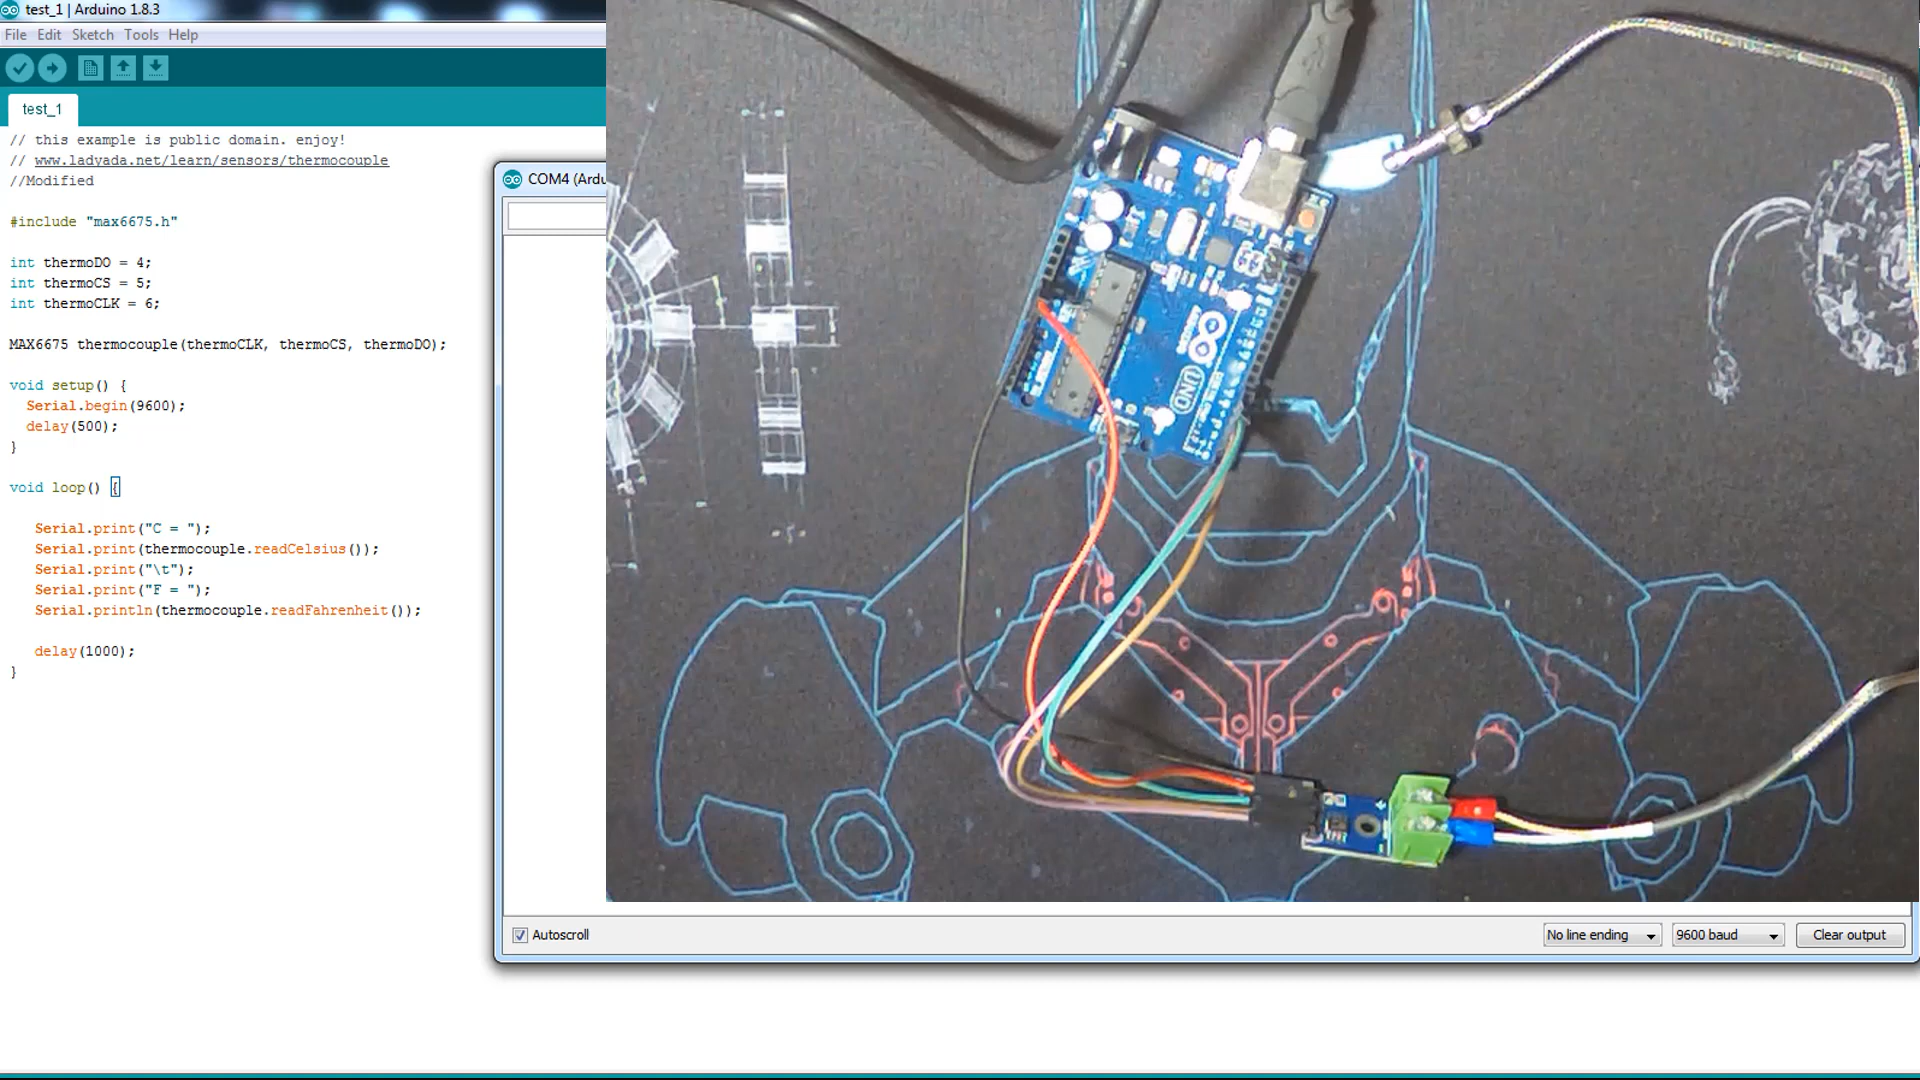 test_1 | Arduino 1.8.3
File Edit Sketch Tools Help
test_1
// this example is public domain. enjoy!
// www.ladyada.net/learn/sensors/thermocouple
//Modified
#include "max6675.h"
int thermoDO = 4;
int thermoCS = 5;
int thermoCLK = 6;
MAX6675 thermocouple(thermoCLK, thermoCS, thermoDO);
void setup() {
Serial.begin(9600);
delay(500);
}
void loop() {
Serial.print("C = ");
Serial.print(thermocouple.readCelsius());
Serial.print("\t");
Serial.print("F = ");
Serial.println(thermocouple.readFahrenheit());
delay(1000);
}
COM4 (Ardu
UNO
Autoscroll
No line ending
9600 baud
Clear output